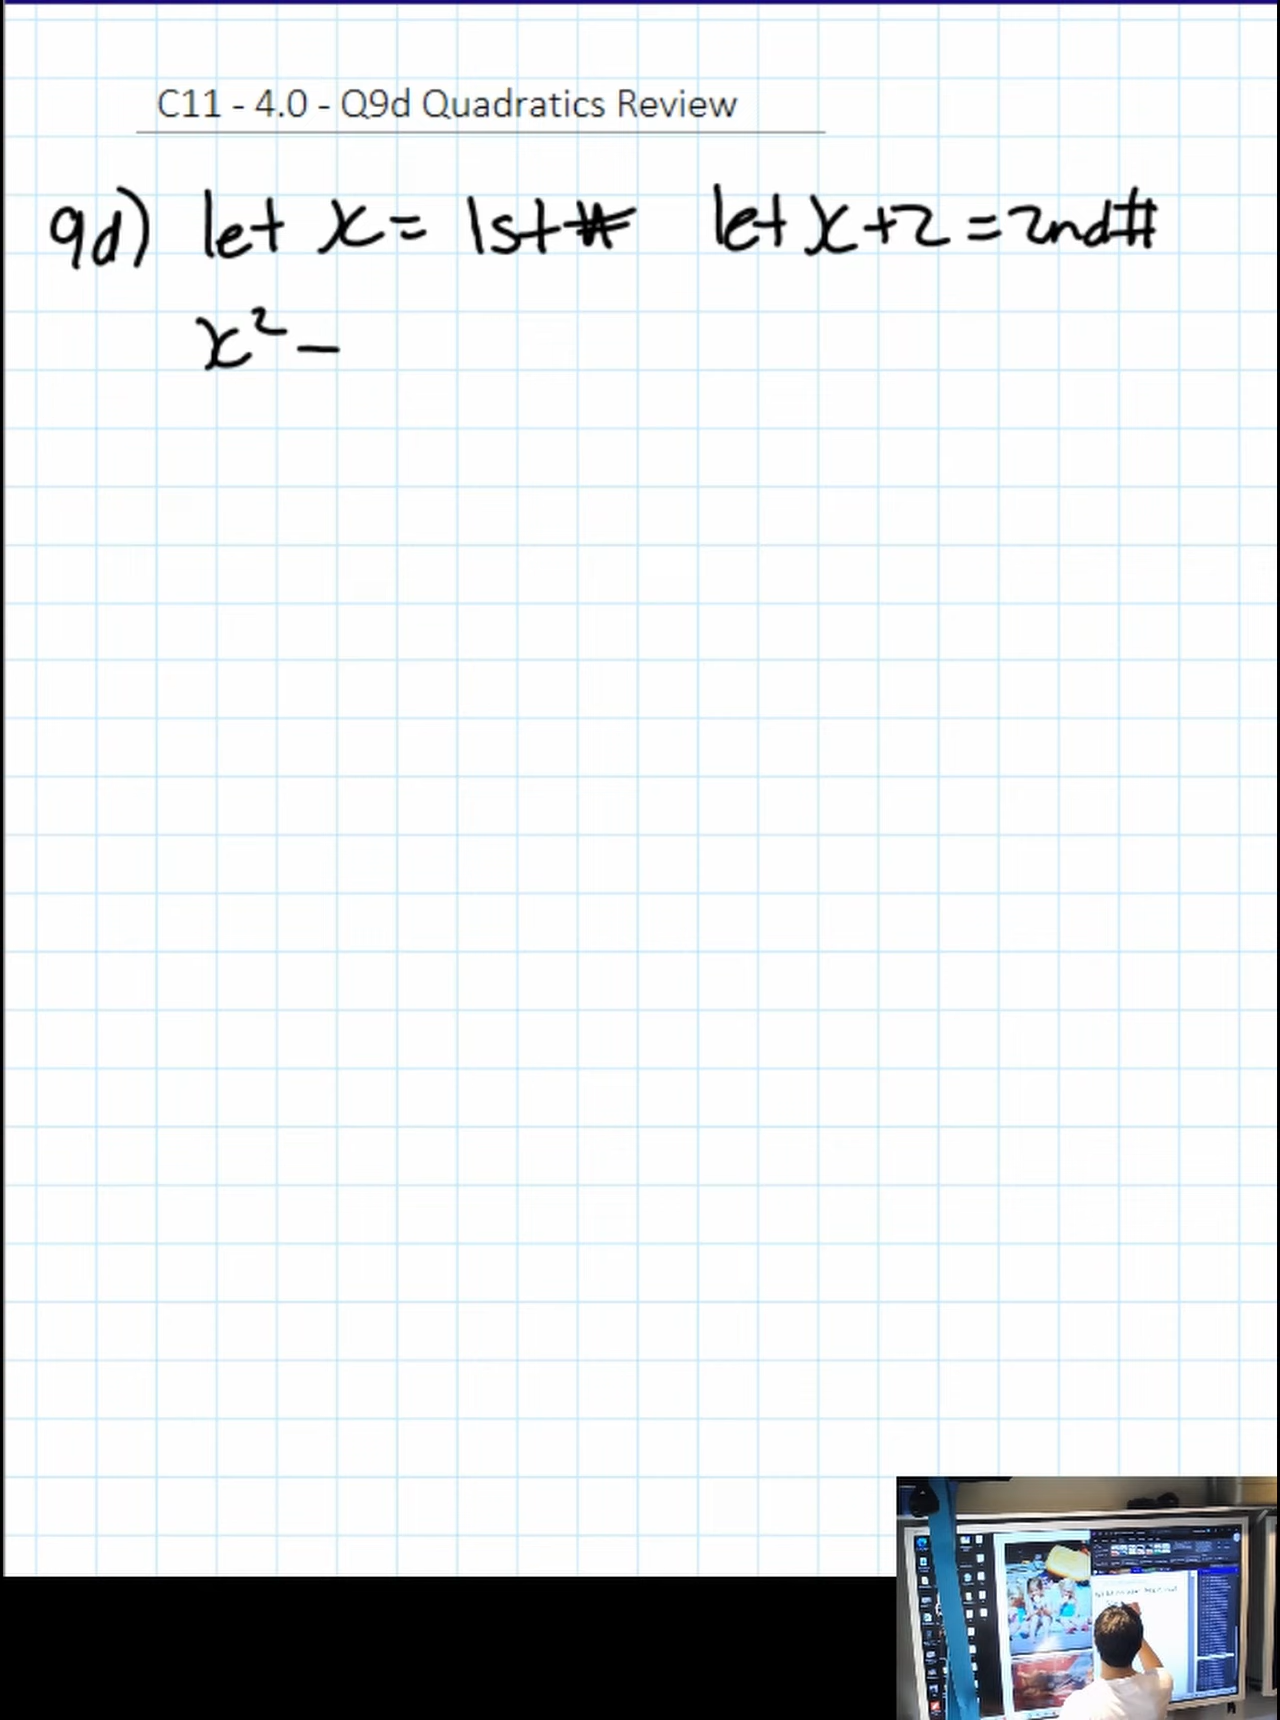 C11 - 4.0 - Q9d Quadratics Review
9d) let x = 1st # let x+2 = 2nd #
x² −